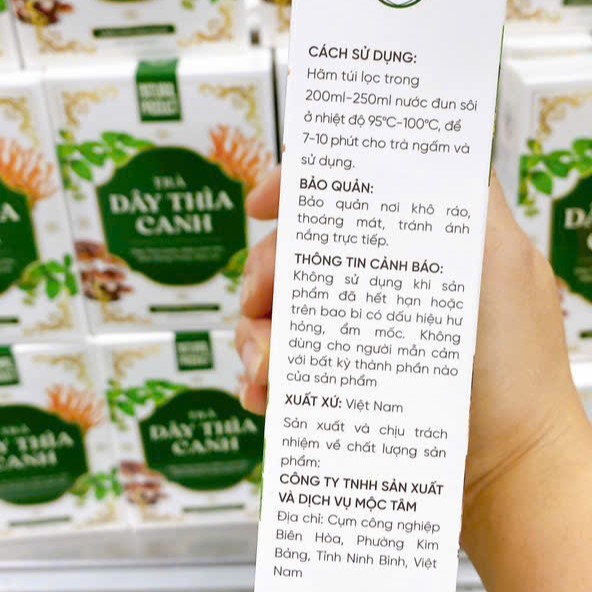 CÁCH SỬ DỤNG:
Hãm túi lọc trong
200ml-250ml nước đun sôi
ở nhiệt độ 95°C-100°C, để
7-10 phút cho trà ngấm và
sử dụng.
BẢO QUẢN:
Bảo quản nơi khô ráo,
thoáng mát, tránh ánh
nắng trực tiếp.
THÔNG TIN CẢNH BÁO:
Không sử dụng khi sản
phẩm đã hết hạn hoặc
trên bao bì có dấu hiệu hư
hỏng, ẩm mốc. Không
dùng cho người mẫn cảm
với bất kỳ thành phần nào
của sản phẩm
XUẤT XỨ: Việt Nam
Sản xuất và chịu trách
nhiệm về chất lượng sản
phẩm:
CÔNG TY TNHH SẢN XUẤT
VÀ DỊCH VỤ MỘC TÂM
Địa chỉ: Cụm công nghiệp
Biên Hòa, Phường Kim
Bảng, Tỉnh Ninh Bình, Việt
Nam
NATURAL
PRODUCT
TRÀ
DÂY THÌA
CANH
TRÀ
DÂY THÌA
CANH
TRÀ
DÂY THÌA
CANH